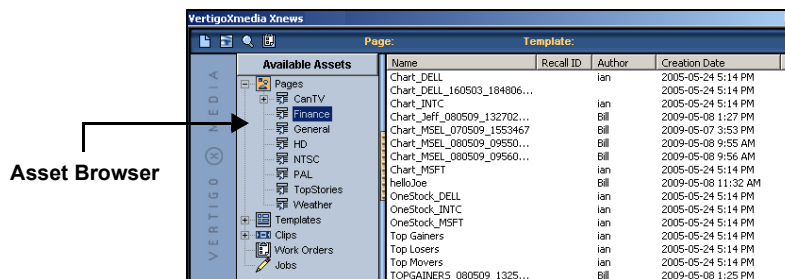 VertigoXmedia Xnews
Page: Template:
Available Assets
Pages
CanTV
Finance
General
HD
NTSC
PAL
TopStories
Weather
Templates
Clips
Work Orders
Jobs
Asset Browser
VERTIGO X MEDIA
Name Recall ID Author Creation Date
Chart_DELL ian 2005-05-24 5:14 PM
Chart_DELL_160503_184806... 2005-05-24 5:14 PM
Chart_INTC ian 2005-05-24 5:14 PM
Chart_Jeff_080509_132702... Bill 2009-05-08 1:27 PM
Chart_MSEL_070509_1553467 Bill 2009-05-07 3:53 PM
Chart_MSEL_080509_09550... Bill 2009-05-08 9:55 AM
Chart_MSEL_080509_09560... Bill 2009-05-08 9:56 AM
Chart_MSFT ian 2005-05-24 5:14 PM
helloJoe Bill 2009-05-08 11:32 AM
OneStock_DELL ian 2005-05-24 5:14 PM
OneStock_INTC ian 2005-05-24 5:14 PM
OneStock_MSFT ian 2005-05-24 5:14 PM
Top Gainers ian 2005-05-24 5:14 PM
Top Losers ian 2005-05-24 5:14 PM
Top Movers ian 2005-05-24 5:14 PM
TOPGAINERS_080509_1325... Bill 2009-05-08 1:25 PM